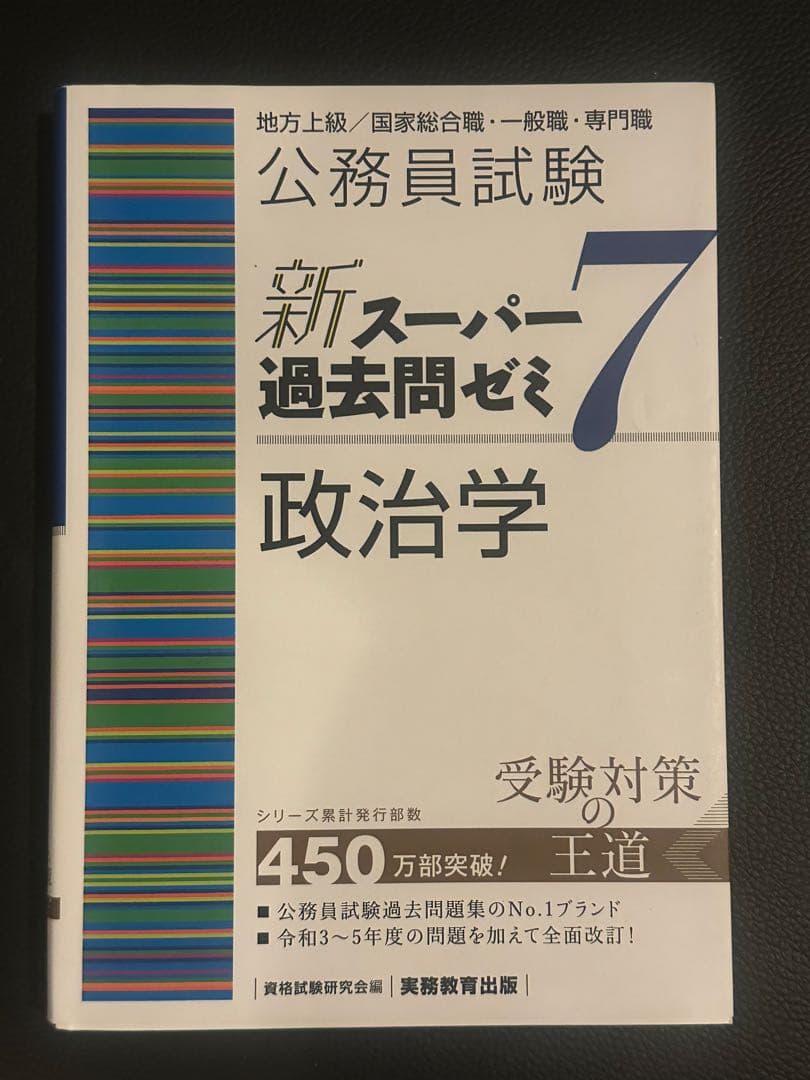 地方上級／国家総合職・一般職・専門職
公務員試験
新スーパー
過去問ゼミ7
政治学
受験対策
の
王道
シリーズ累計発行部数
450万部突破！
■ 公務員試験過去問題集のNo.1ブランド
■ 令和3～5年度の問題を加えて全面改訂！
｜資格試験研究会編｜実務教育出版｜